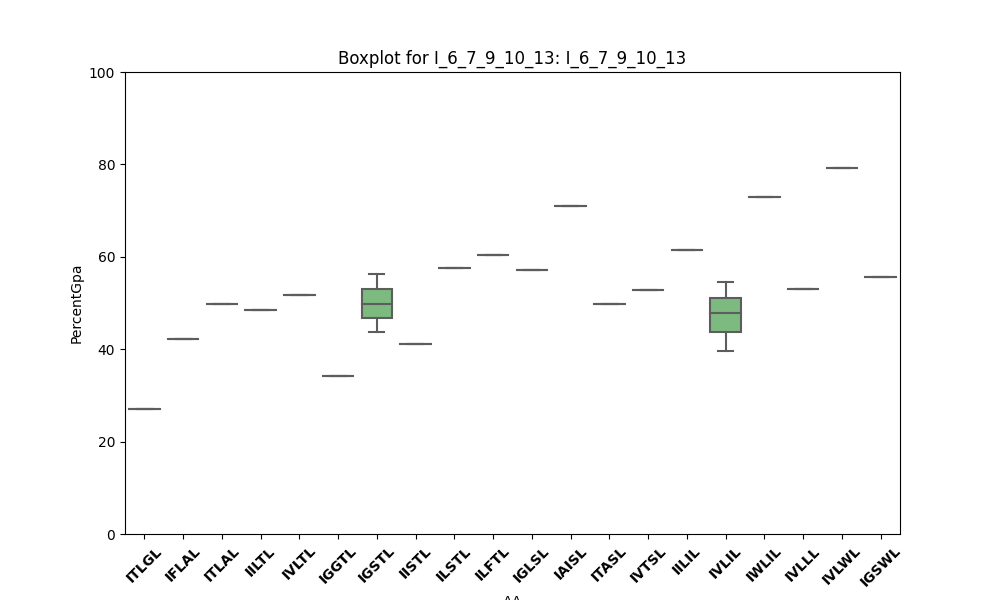 Boxplot for I_6_7_9_10_13: I_6_7_9_10_13
100
80
60
40
20
0
PercentGpa
ITLGL
IFLAL
ITLAL
IILTL
IVLTL
IGGTL
IGSTL
IISTL
ILSTL
ILFTL
IGLSL
IAISL
ITASL
IVTSL
IILIL
IVLIL
IWLIL
IVLLL
IVLWL
IGSWL
AA